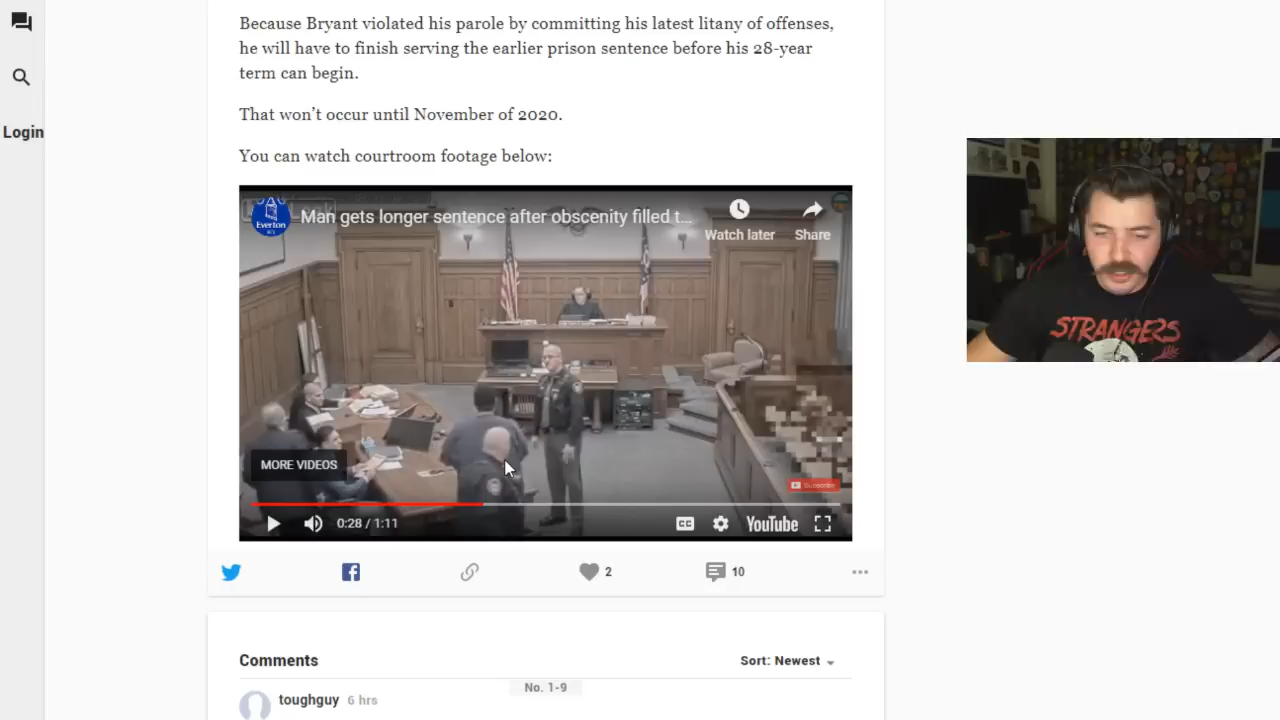 Because Bryant violated his parole by committing his latest litany of offenses,
he will have to finish serving the earlier prison sentence before his 28-year
term can begin.
Login
That won't occur until November of 2020.
You can watch courtroom footage below:
Everton
Man gets longer sentence after obscenity filled t...
Watch later
Share
STRANGERS
MORE VIDEOS
Subscribe
0:28 / 1:11
CC
YouTube
2
10
Comments
Sort: Newest
No. 1-9
toughguy 6 hrs